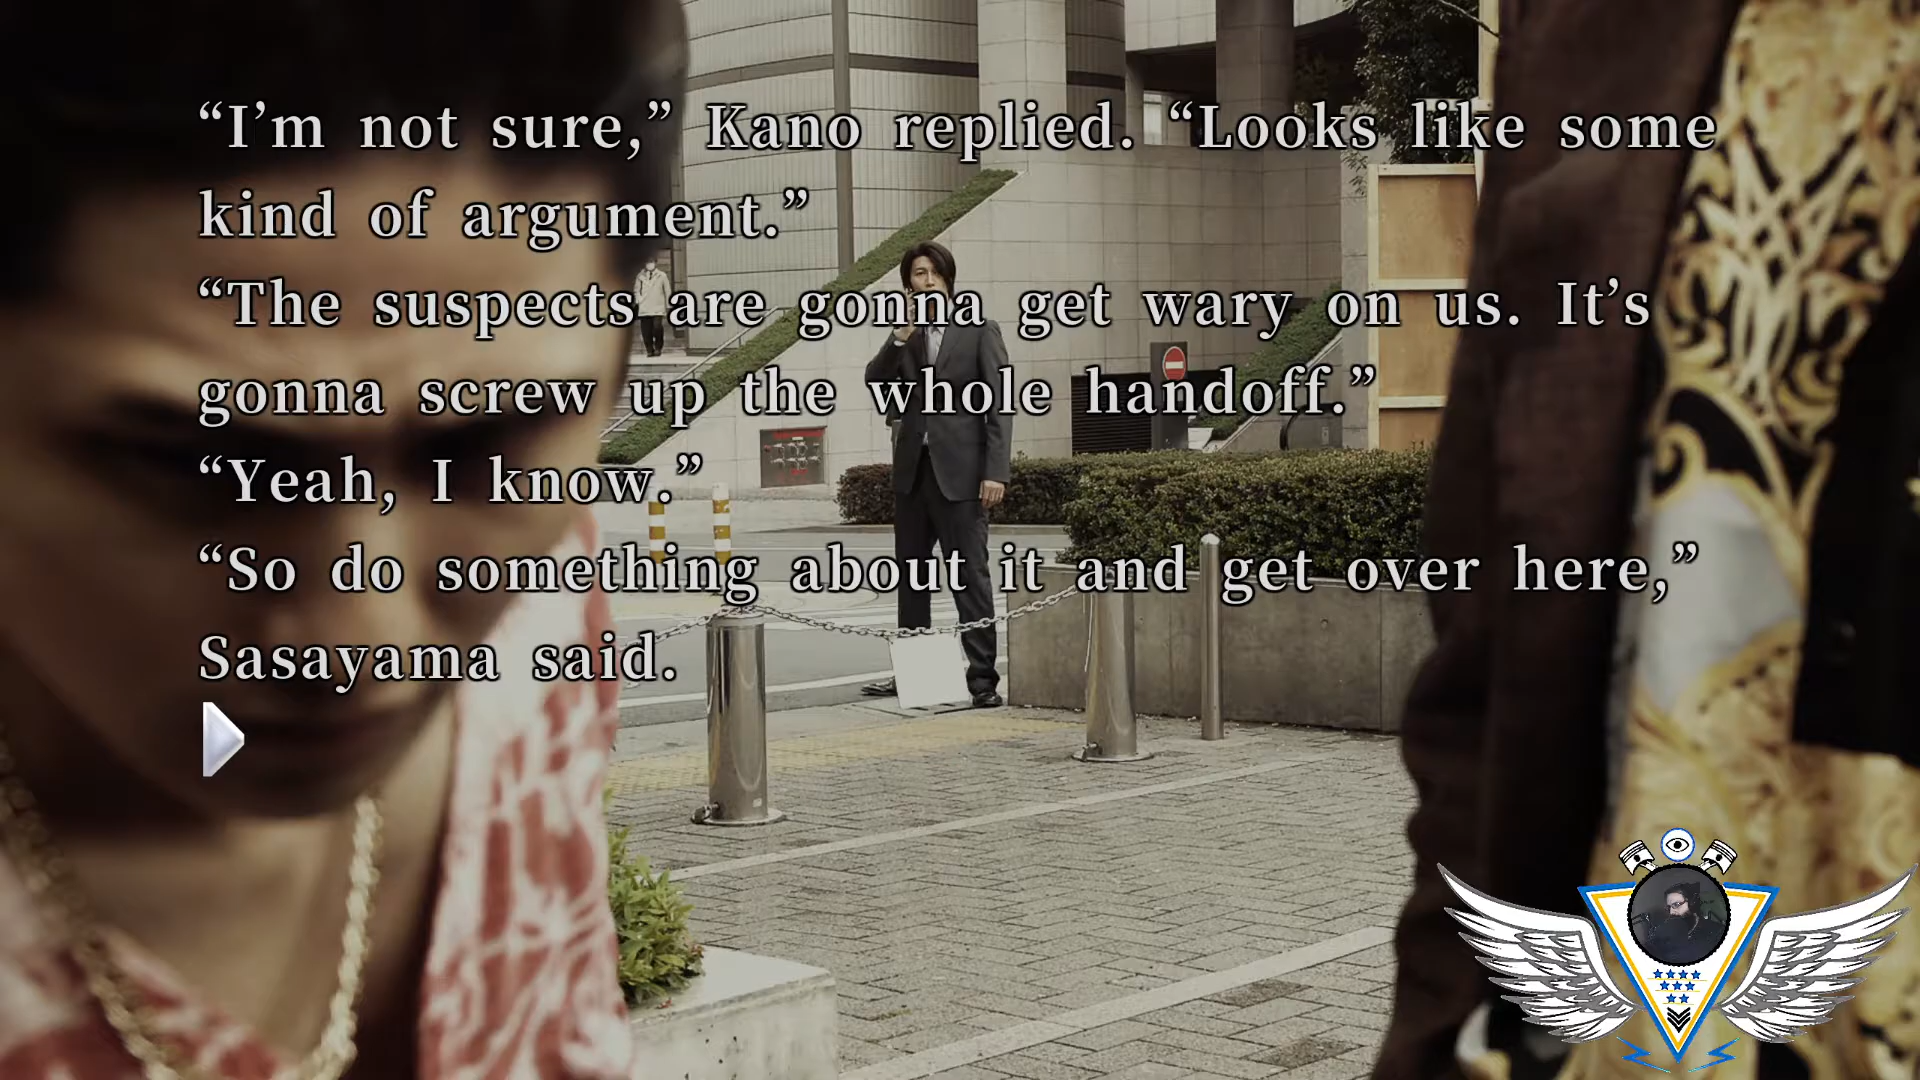 “I’m not sure,” Kano replied. “Looks like some
kind of argument.”
“The suspects are gonna get wary on us. It’s
gonna screw up the whole handoff.”
“Yeah, I know.”
“So do something about it and get over here,”
Sasayama said.